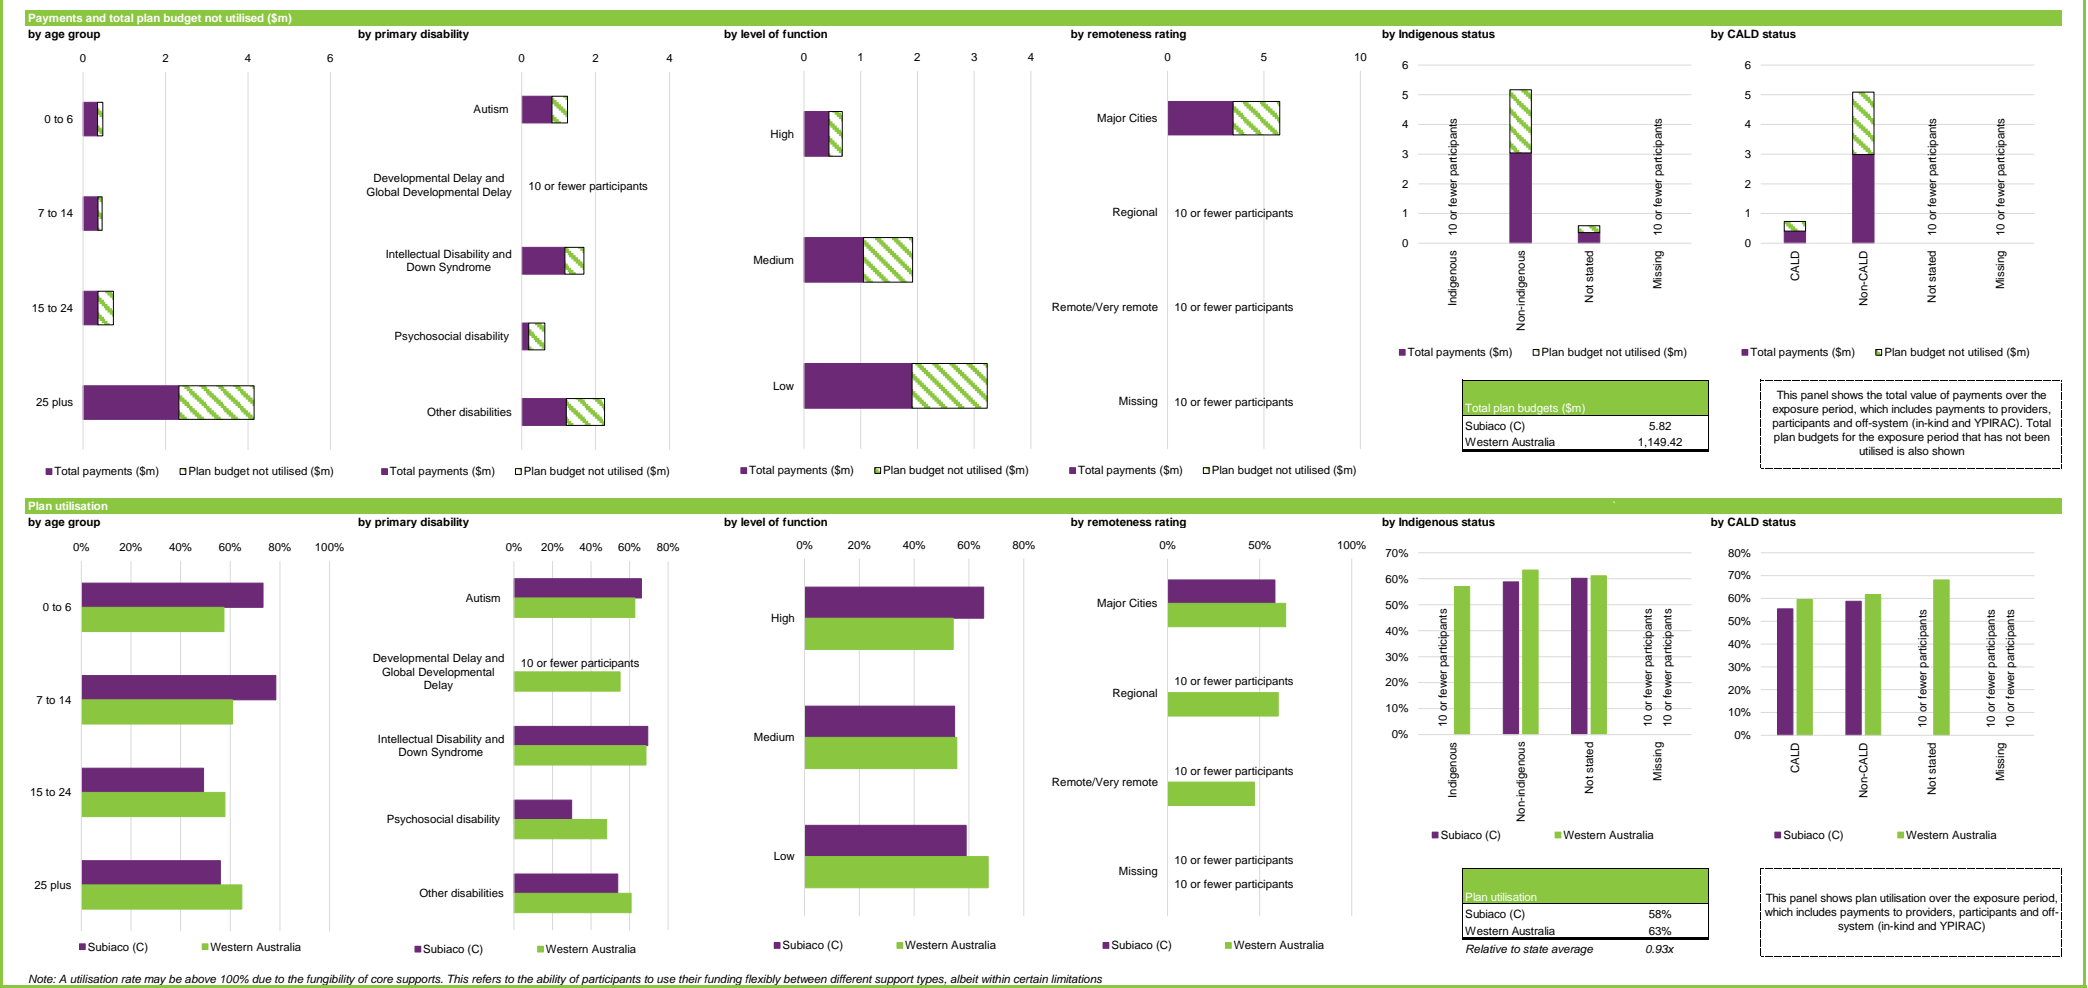 Payments and total plan budget not utilised ($m)
by age group
0 2 4 6
0 to 6
7 to 14
15 to 24
25 plus
Total payments ($m) Plan budget not utilised ($m)
by primary disability
0 2 4
Autism
Developmental Delay and
Global Developmental Delay
10 or fewer participants
Intellectual Disability and
Down Syndrome
Psychosocial disability
Other disabilities
Total payments ($m) Plan budget not utilised ($m)
by level of function
0 1 2 3 4
High
Medium
Low
Total payments ($m) Plan budget not utilised ($m)
by remoteness rating
0 5 10
Major Cities
Regional 10 or fewer participants
Remote/Very remote 10 or fewer participants
Missing 10 or fewer participants
Total payments ($m) Plan budget not utilised ($m)
by Indigenous status
6
5
4
3
2
1
0
10 or fewer participants
10 or fewer participants
Indigenous
Non-indigenous
Not stated
Missing
Total payments ($m) Plan budget not utilised ($m)
by CALD status
6
5
4
3
2
1
0
10 or fewer participants
10 or fewer participants
CALD
Non-CALD
Not stated
Missing
Total payments ($m) Plan budget not utilised ($m)
Total plan budgets ($m)
Subiaco (C) 5.82
Western Australia 1,149.42
This panel shows the total value of payments over the
exposure period, which includes payments to providers,
participants and off-system (in-kind and YPIRAC). Total
plan budgets for the exposure period that has not been
utilised is also shown
Plan utilisation
by age group
0% 20% 40% 60% 80% 100%
0 to 6
7 to 14
15 to 24
25 plus
Subiaco (C) Western Australia
by primary disability
0% 20% 40% 60% 80%
Autism
Developmental Delay and
Global Developmental
Delay
10 or fewer participants
Intellectual Disability and
Down Syndrome
Psychosocial disability
Other disabilities
Subiaco (C) Western Australia
by level of function
0% 20% 40% 60% 80%
High
Medium
Low
Subiaco (C) Western Australia
by remoteness rating
0% 50% 100%
Major Cities
Regional
10 or fewer participants
Remote/Very remote
10 or fewer participants
Missing
10 or fewer participants
10 or fewer participants
Subiaco (C) Western Australia
by Indigenous status
70%
60%
50%
40%
30%
20%
10%
0%
10 or fewer participants
10 or fewer participants
10 or fewer participants
Indigenous
Non-indigenous
Not stated
Missing
Subiaco (C) Western Australia
by CALD status
80%
70%
60%
50%
40%
30%
20%
10%
0%
10 or fewer participants
10 or fewer participants
10 or fewer participants
CALD
Non-CALD
Not stated
Missing
Subiaco (C) Western Australia
Plan utilisation
Subiaco (C) 58%
Western Australia 63%
Relative to state average 0.93x
This panel shows plan utilisation over the exposure period,
which includes payments to providers, participants and off-
system (in-kind and YPIRAC)
Note: A utilisation rate may be above 100% due to the fungibility of core supports. This refers to the ability of participants to use their funding flexibly between different support types, albeit within certain limitations